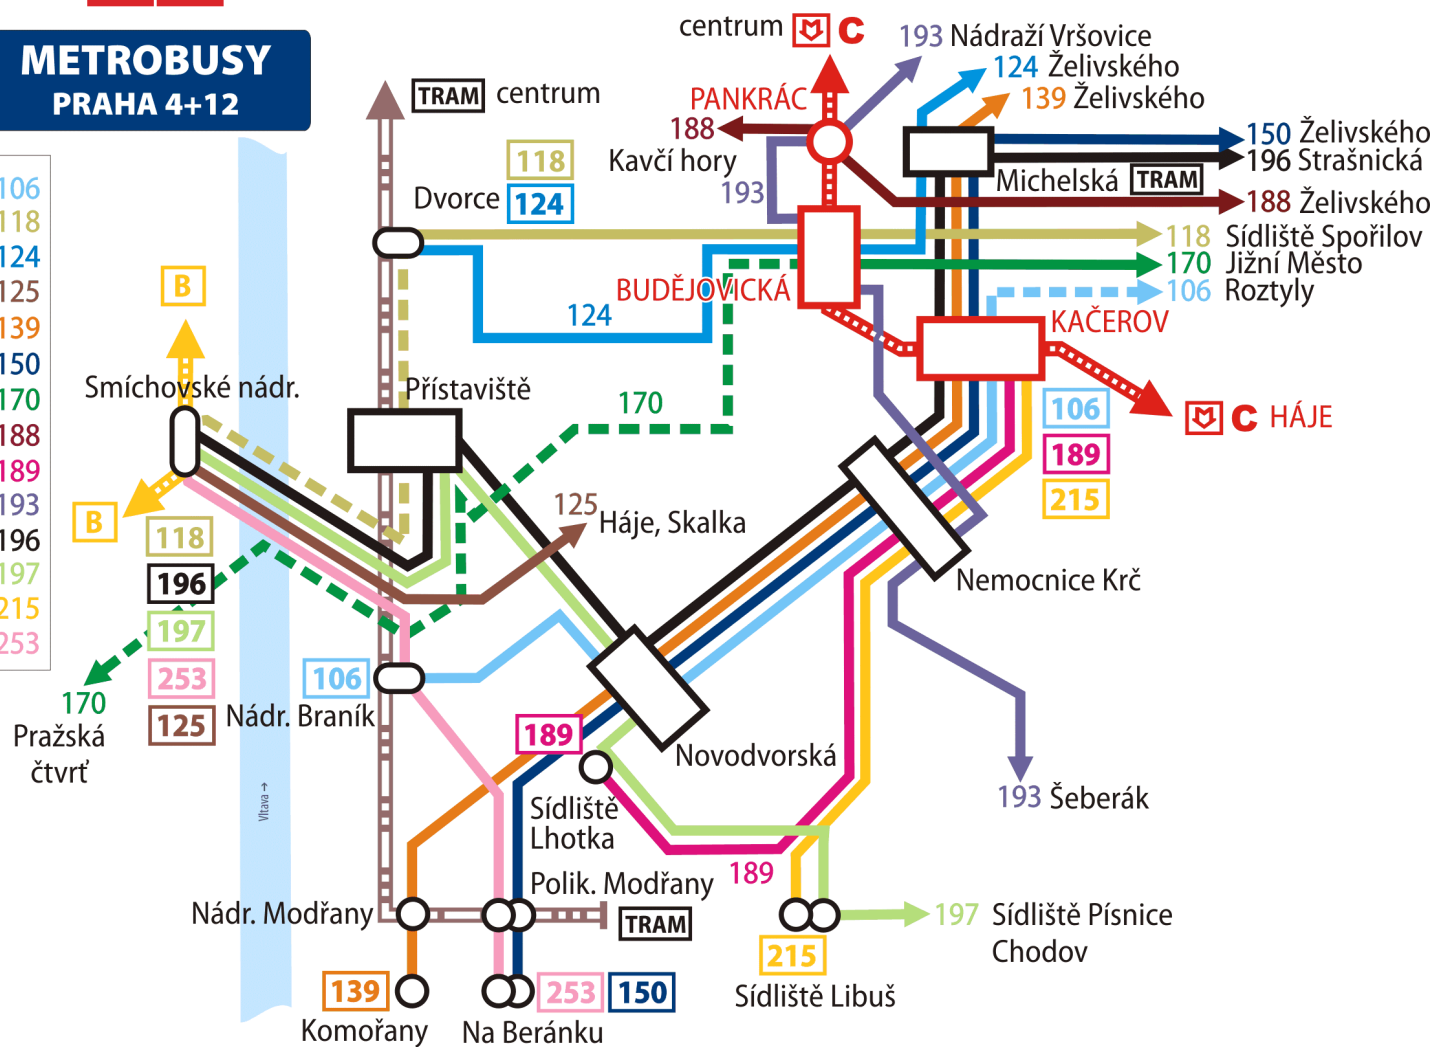 METROBUSY
PRAHA 4+12
106
118
124
125
139
150
170
188
189
193
196
197
215
253
centrum C
193 Nádraží Vršovice
124 Želivského
139 Želivského
TRAM centrum
PANKRÁC
188
Kavčí hory
150 Želivského
196 Strašnická
Michelská TRAM
118
Dvorce 124
193
188 Želivského
118 Sídliště Spořilov
170 Jižní Město
106 Roztyly
BUDĚJOVICKÁ
B
124
KAČEROV
Smíchovské nádr.
Přístaviště
170
106
C HÁJE
189
215
125
Háje, Skalka
B
118
196
197
253
125
Nemocnice Krč
170
Pražská
čtvrť
106
Nádr. Braník
189
Novodvorská
Vltava →
193 Šeberák
Sídliště
Lhotka
189
Polik. Modřany
Nádr. Modřany
TRAM
197 Sídliště Písnice
Chodov
215
Sídliště Libuš
139
Komořany
253 150
Na Beránku